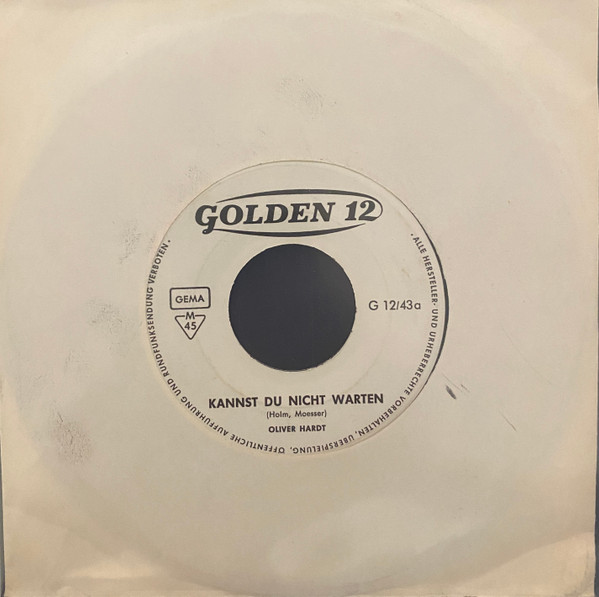 GOLDEN 12
GEMA
M
45
G 12/43a
KANNST DU NICHT WARTEN
(Holm, Moesser)
OLIVER HARDT
· ALLE HERSTELLER- UND URHEBERRECHTE VORBEHALTEN, ÜBERSPIELUNG, ÖFFENTLICHE AUFFÜHRUNG UND RUNDFUNKSENDUNG VERBOTEN ·